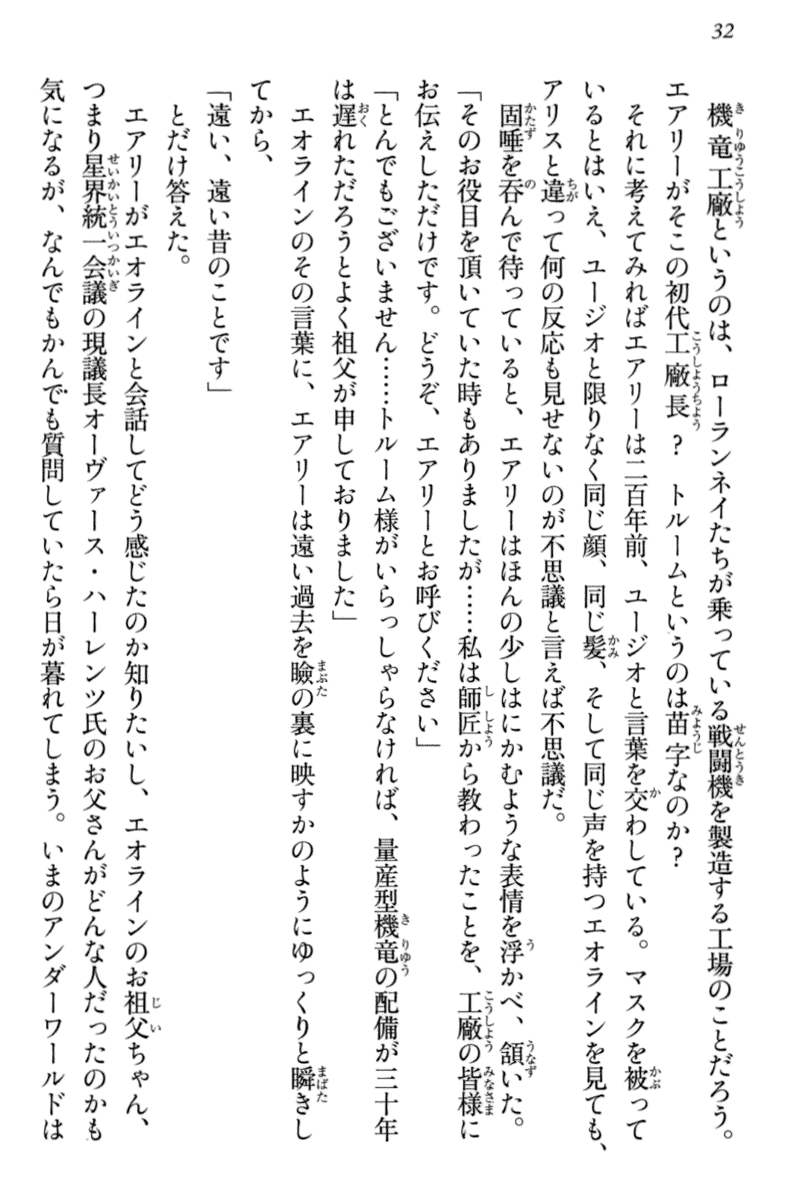 32
機竜工廠というのは、ローランネイたちが乗っている戦闘機を製造する工場のことだろう。
エアリーがそこの初代工廠長？　トルームというのは苗字なのか？
それに考えてみればエアリーは二百年前、ユージオと言葉を交わしている。マスクを被って
いるとはいえ、ユージオと限りなく同じ顔、同じ髪、そして同じ声を持つエオラインを見ても、
アリスと違って何の反応も見せないのが不思議と言えば不思議だ。
固唾を呑んで待っていると、エアリーはほんの少しはにかむような表情を浮かべ、頷いた。
「そのお役目を頂いていた時もありましたが……私は師匠から教わったことを、工廠の皆様に
お伝えしただけです。どうぞ、エアリーとお呼びください」
「とんでもございません……トルーム様がいらっしゃらなければ、量産型機竜の配備が三十年
は遅れただろうとよく祖父が申しておりました」
エオラインのその言葉に、エアリーは遠い過去を瞼の裏に映すかのようにゆっくりと瞬きし
てから、
「遠い、遠い昔のことです」
とだけ答えた。
エアリーがエオラインと会話してどう感じたのか知りたいし、エオラインのお祖父ちゃん、
つまり星界統一会議の現議長オーヴァース・ハーレンツ氏のお父さんがどんな人だったのかも
気になるが、なんでもかんでも質問していたら日が暮れてしまう。いまのアンダーワールドは